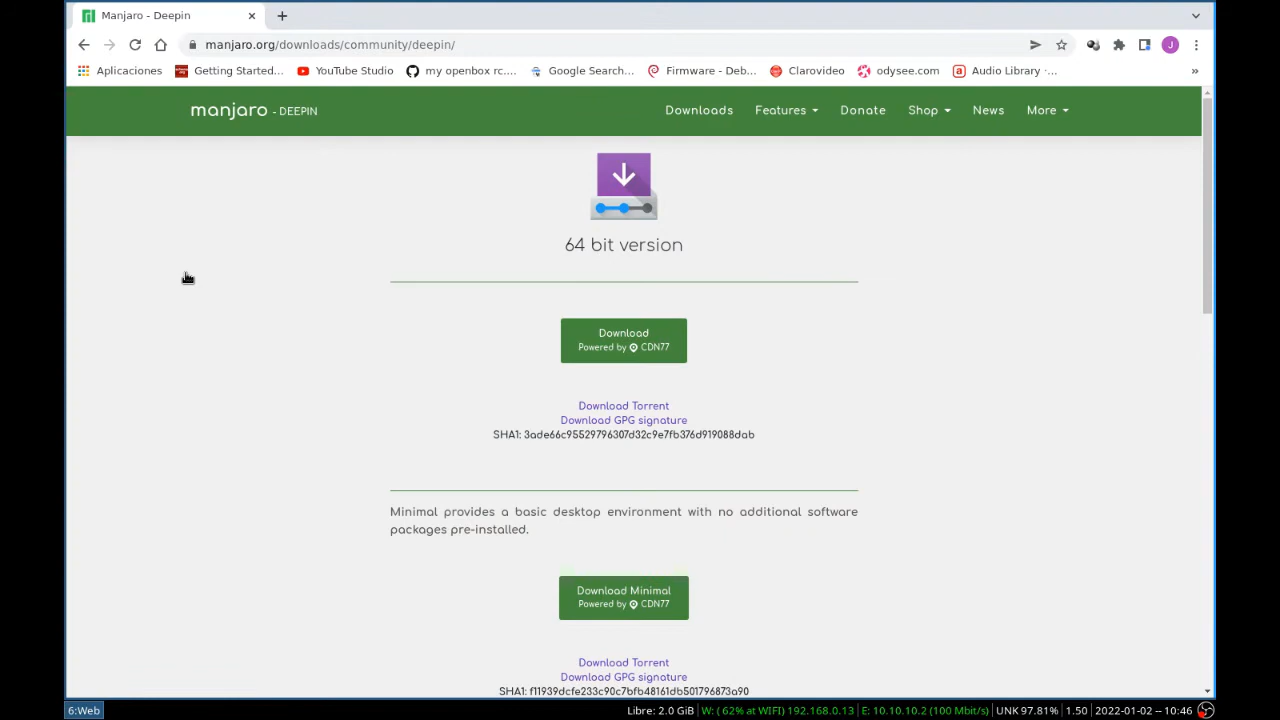 Manjaro - Deepin
manjaro.org/downloads/community/deepin/
J
Aplicaciones Getting Started... YouTube Studio my openbox rc.... Google Search... Firmware - Deb... Clarovideo odysee.com Audio Library ·... »
manjaro - DEEPIN Downloads Features Donate Shop News More
64 bit version
Download
Powered by CDN77
Download Torrent
Download GPG signature
SHA1: 3ade66c95529796307d32c9e7fb376d919088dab
Minimal provides a basic desktop environment with no additional software
packages pre-installed.
Download Minimal
Powered by CDN77
Download Torrent
Download GPG signature
SHA1: f11939dcfe233c90c7bfb48161db501796873a90
6:Web Libre: 2.0 GiB W: ( 62% at WIFI) 192.168.0.13 E: 10.10.10.2 (100 Mbit/s) UNK 97.81% 1.50 2022-01-02 -- 10:46